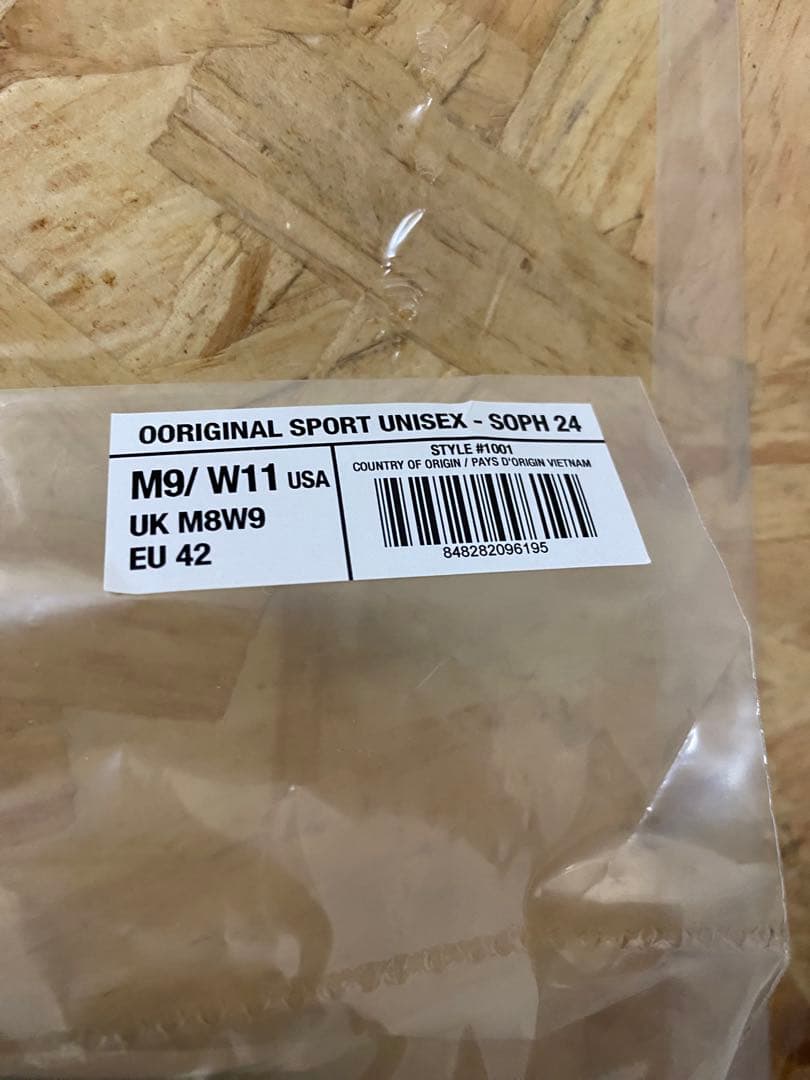 OORIGINAL SPORT UNISEX - SOPH 24
M9/ W11 USA
UK M8W9
EU 42
STYLE #1001
COUNTRY OF ORIGIN / PAYS D'ORIGIN VIETNAM
848282096195